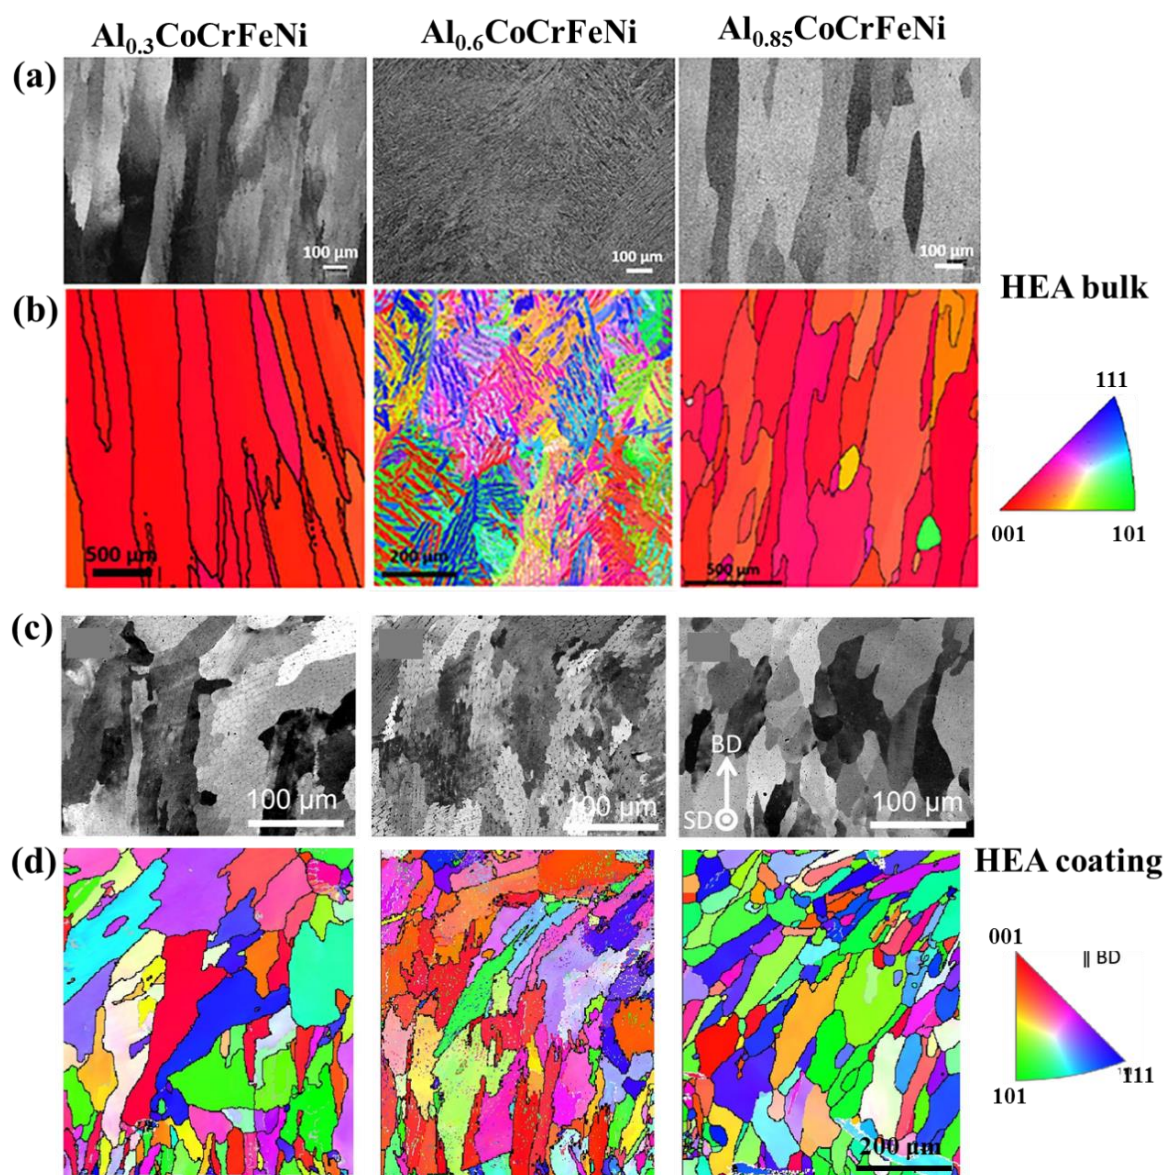 Al0.3CoCrFeNi Al0.6CoCrFeNi Al0.85CoCrFeNi
(a)
100 µm 100 µm 100 µm
HEA bulk
(b)
500 µm 200 µm 500 µm
111
001 101
(c)
BD
SD
100 µm 100 µm 100 µm
(d)
HEA coating
001
∥ BD
101
111
200 µm